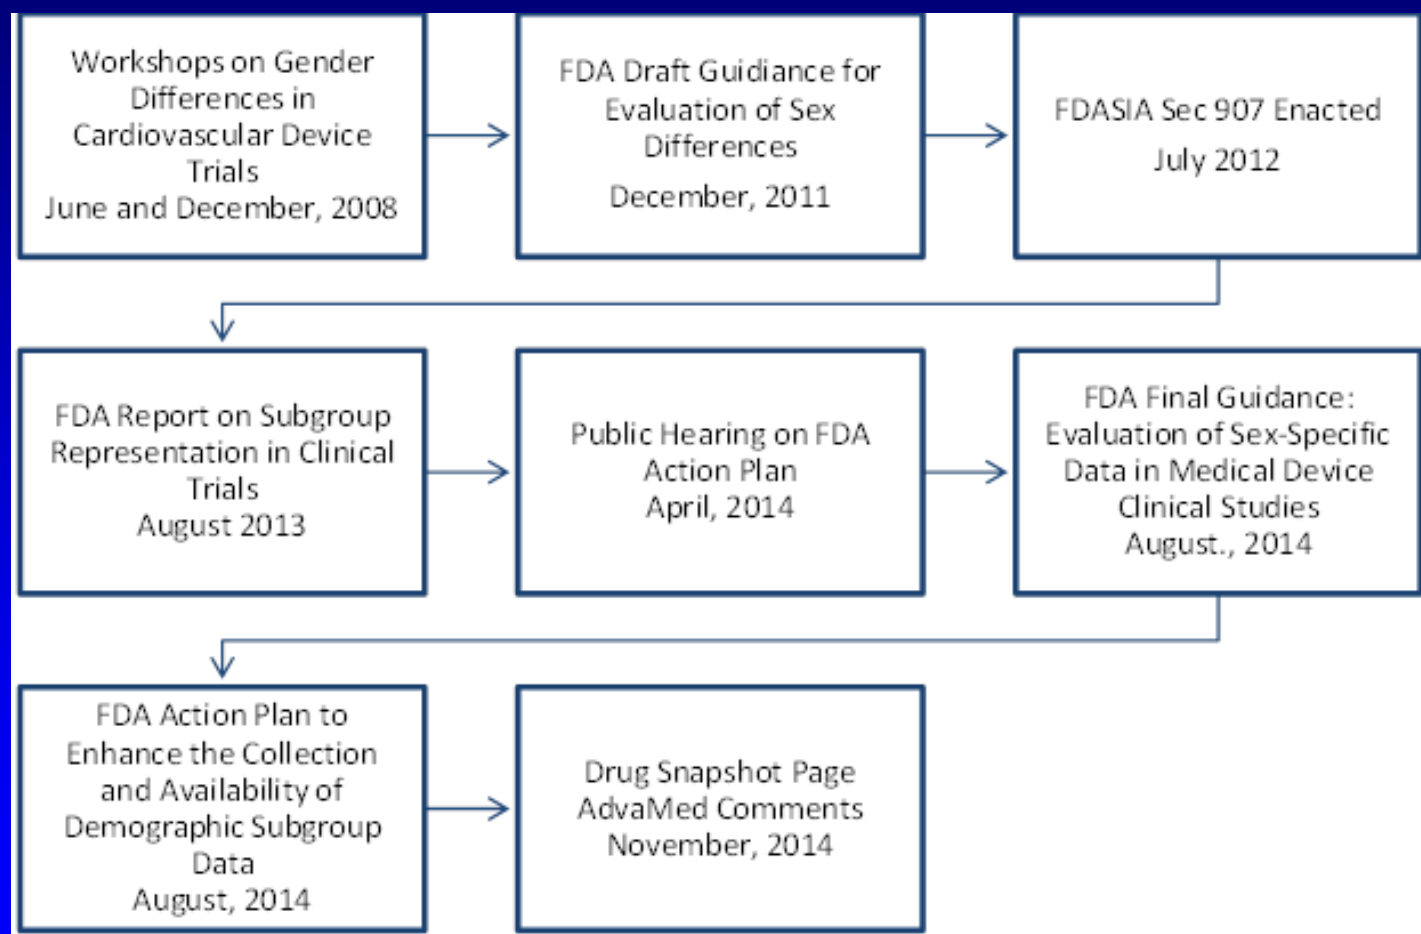 Workshops on Gender
Differences in
Cardiovascular Device
Trials
June and December, 2008
FDA Draft Guidiance for
Evaluation of Sex
Differences
December, 2011
FDASIA Sec 907 Enacted
July 2012
FDA Report on Subgroup
Representation in Clinical
Trials
August 2013
Public Hearing on FDA
Action Plan
April, 2014
FDA Final Guidance:
Evaluation of Sex-Specific
Data in Medical Device
Clinical Studies
August., 2014
FDA Action Plan to
Enhance the Collection
and Availability of
Demographic Subgroup
Data
August, 2014
Drug Snapshot Page
AdvaMed Comments
November, 2014